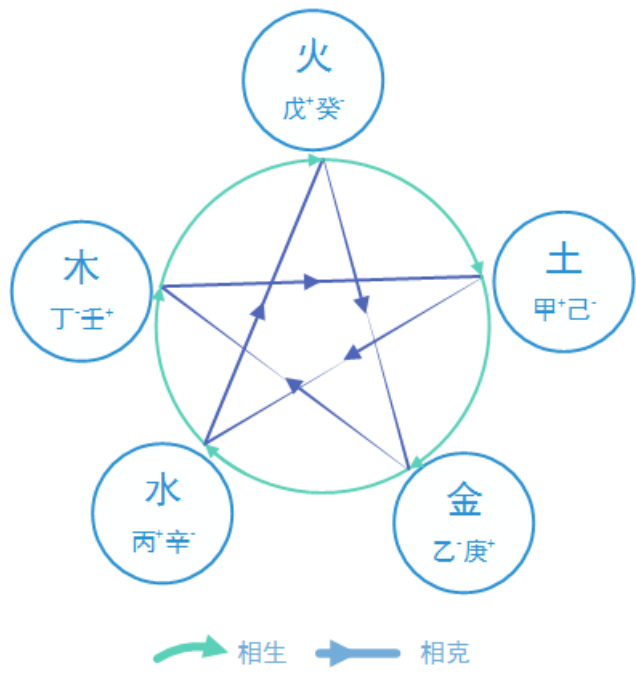 火
戊+癸-
木
丁-壬+
土
甲+己-
水
丙+辛-
金
乙-庚+
相生
相克